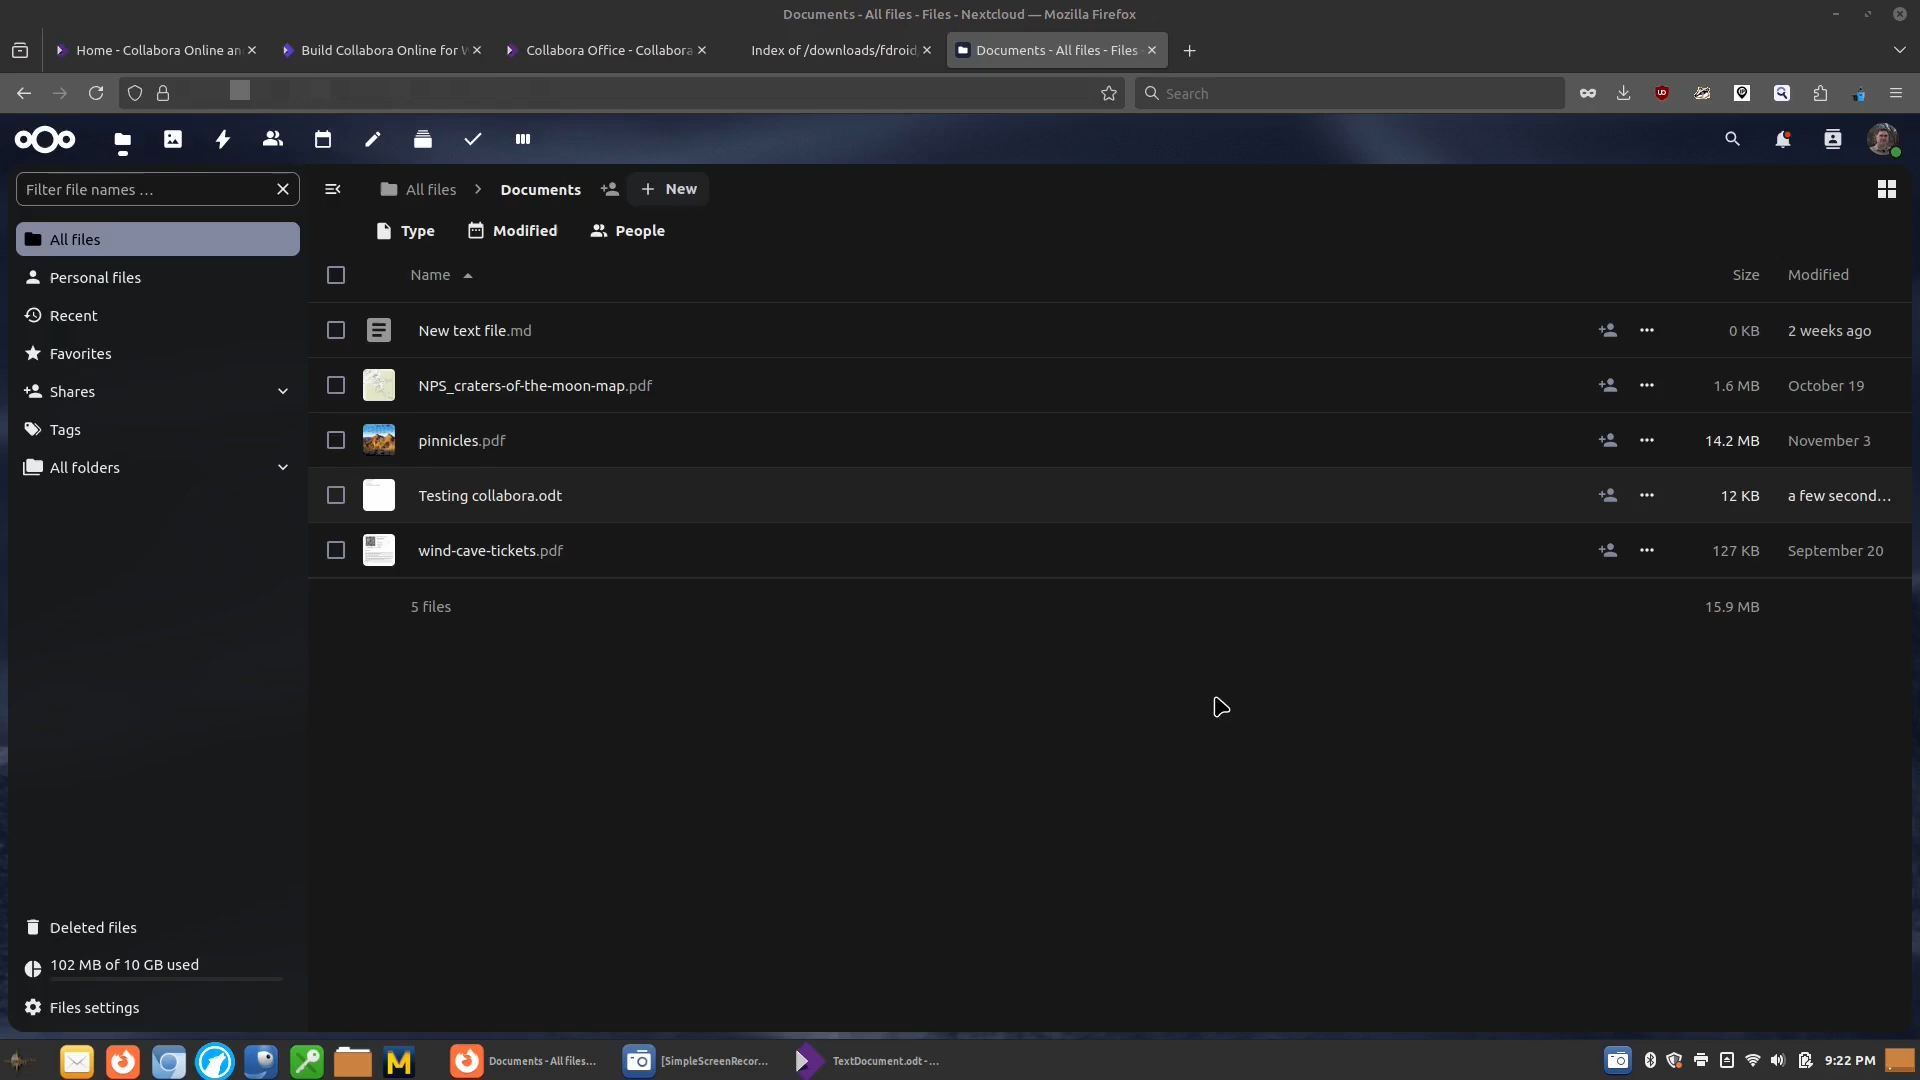 Documents - All files - Files - Nextcloud — Mozilla Firefox
Home - Collabora Online an
Build Collabora Online for W
Collabora Office - Collabora
Index of /downloads/fdroid
Documents - All files - Files
Search
Filter file names …
All files
Documents
New
Type
Modified
People
All files
Personal files
Recent
Favorites
Shares
Tags
All folders
Name
Size
Modified
New text file.md
0 KB
2 weeks ago
NPS_craters-of-the-moon-map.pdf
1.6 MB
October 19
pinnicles.pdf
14.2 MB
November 3
Testing collabora.odt
12 KB
a few second…
wind-cave-tickets.pdf
127 KB
September 20
5 files
15.9 MB
Deleted files
102 MB of 10 GB used
Files settings
Documents - All files...
[SimpleScreenRecor...
TextDocument.odt - ...
9:22 PM